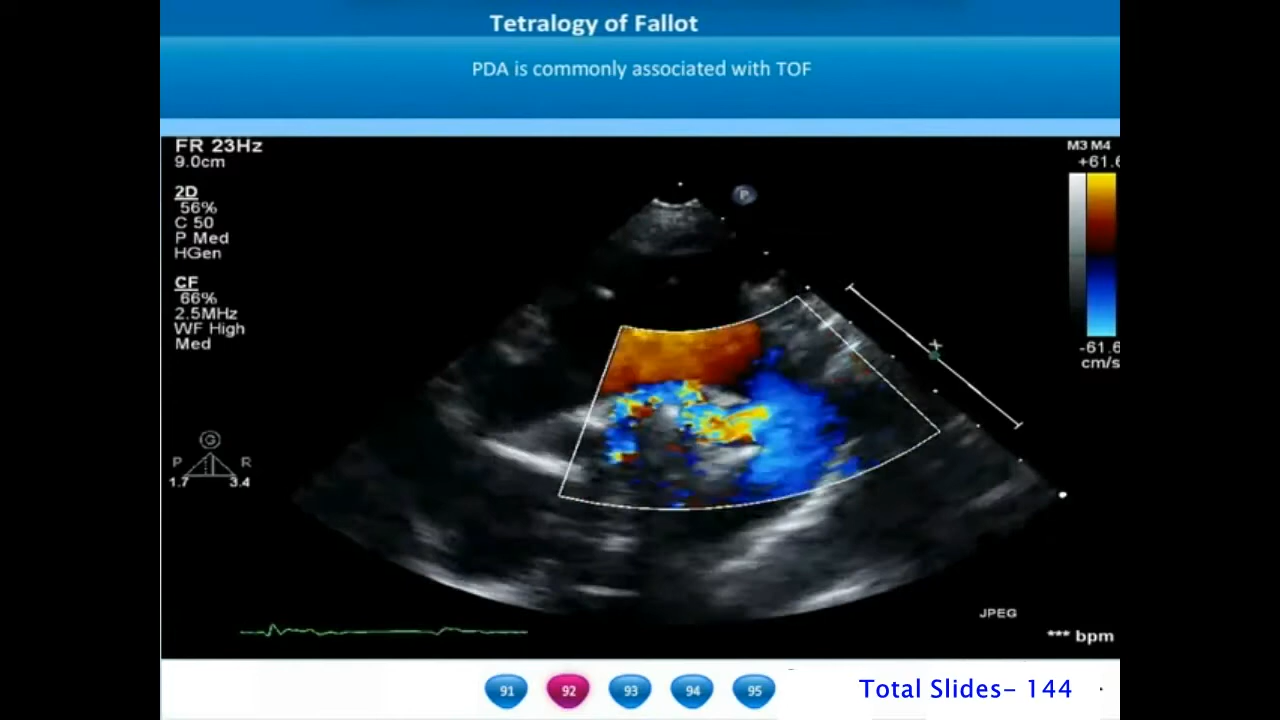 Tetralogy of Fallot
PDA is commonly associated with TOF
FR 23Hz
9.0cm
2D
56%
C 50
P Med
HGen
CF
66%
2.5MHz
WF High
Med
P
M3 M4
+61.6
-61.6
cm/s
G
P R
1.7 3.4
JPEG
*** bpm
91 92 93 94 95
Total Slides- 144